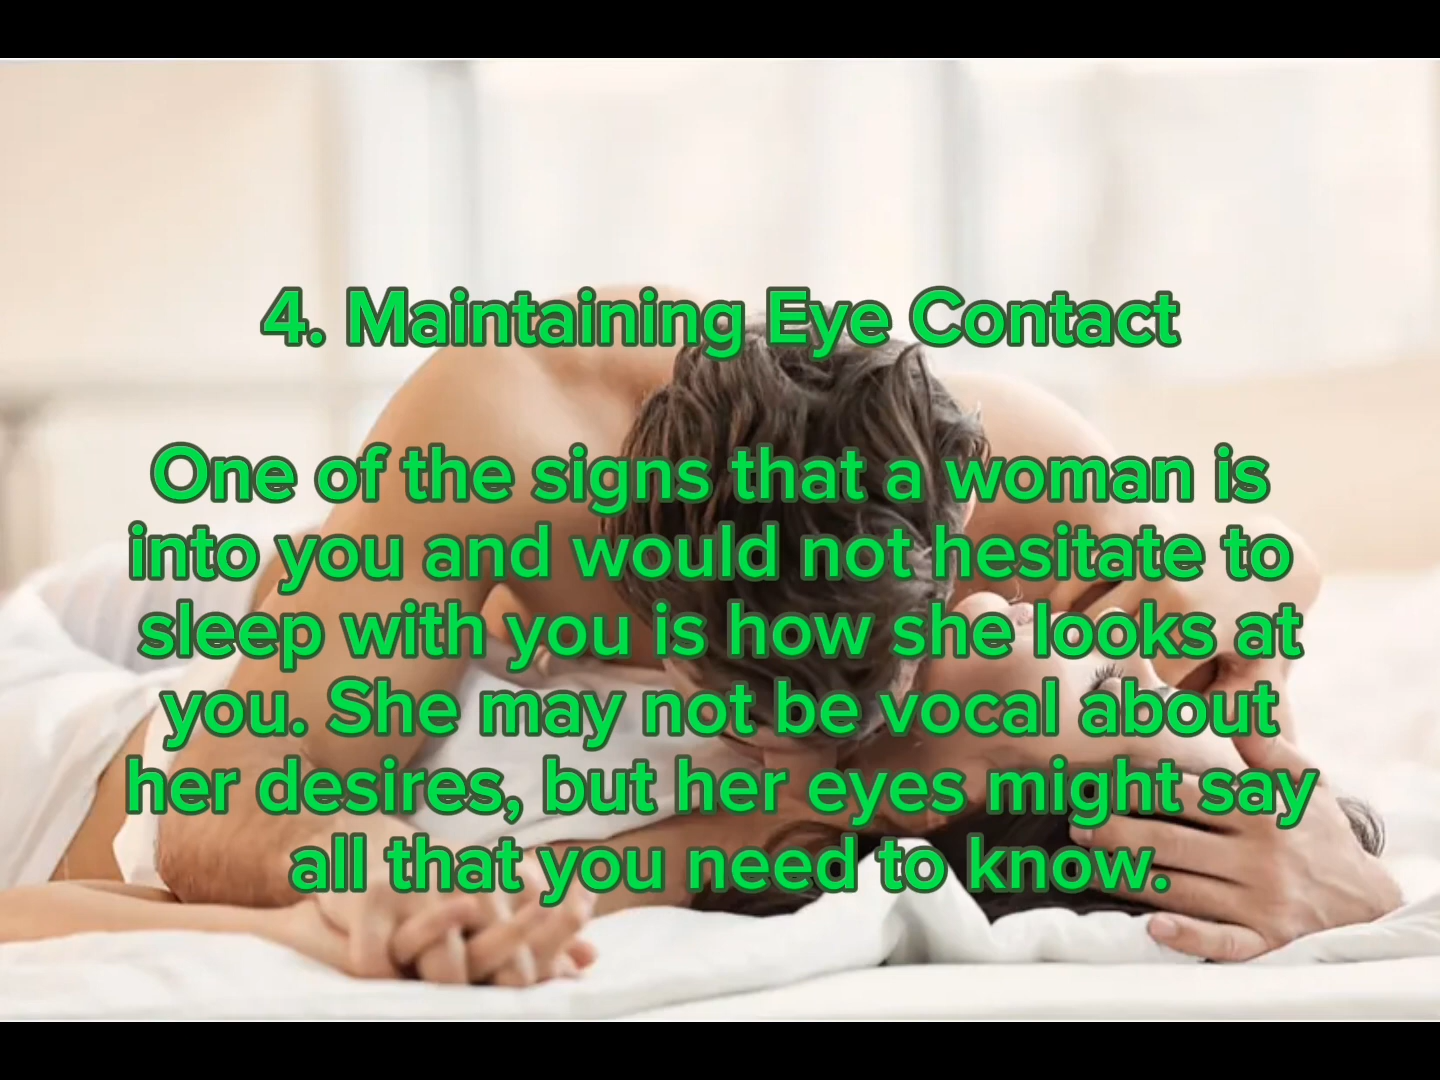 4. Maintaining Eye Contact
One of the signs that a woman is
into you and would not hesitate to
sleep with you is how she looks at
you. She may not be vocal about
her desires, but her eyes might say
all that you need to know.